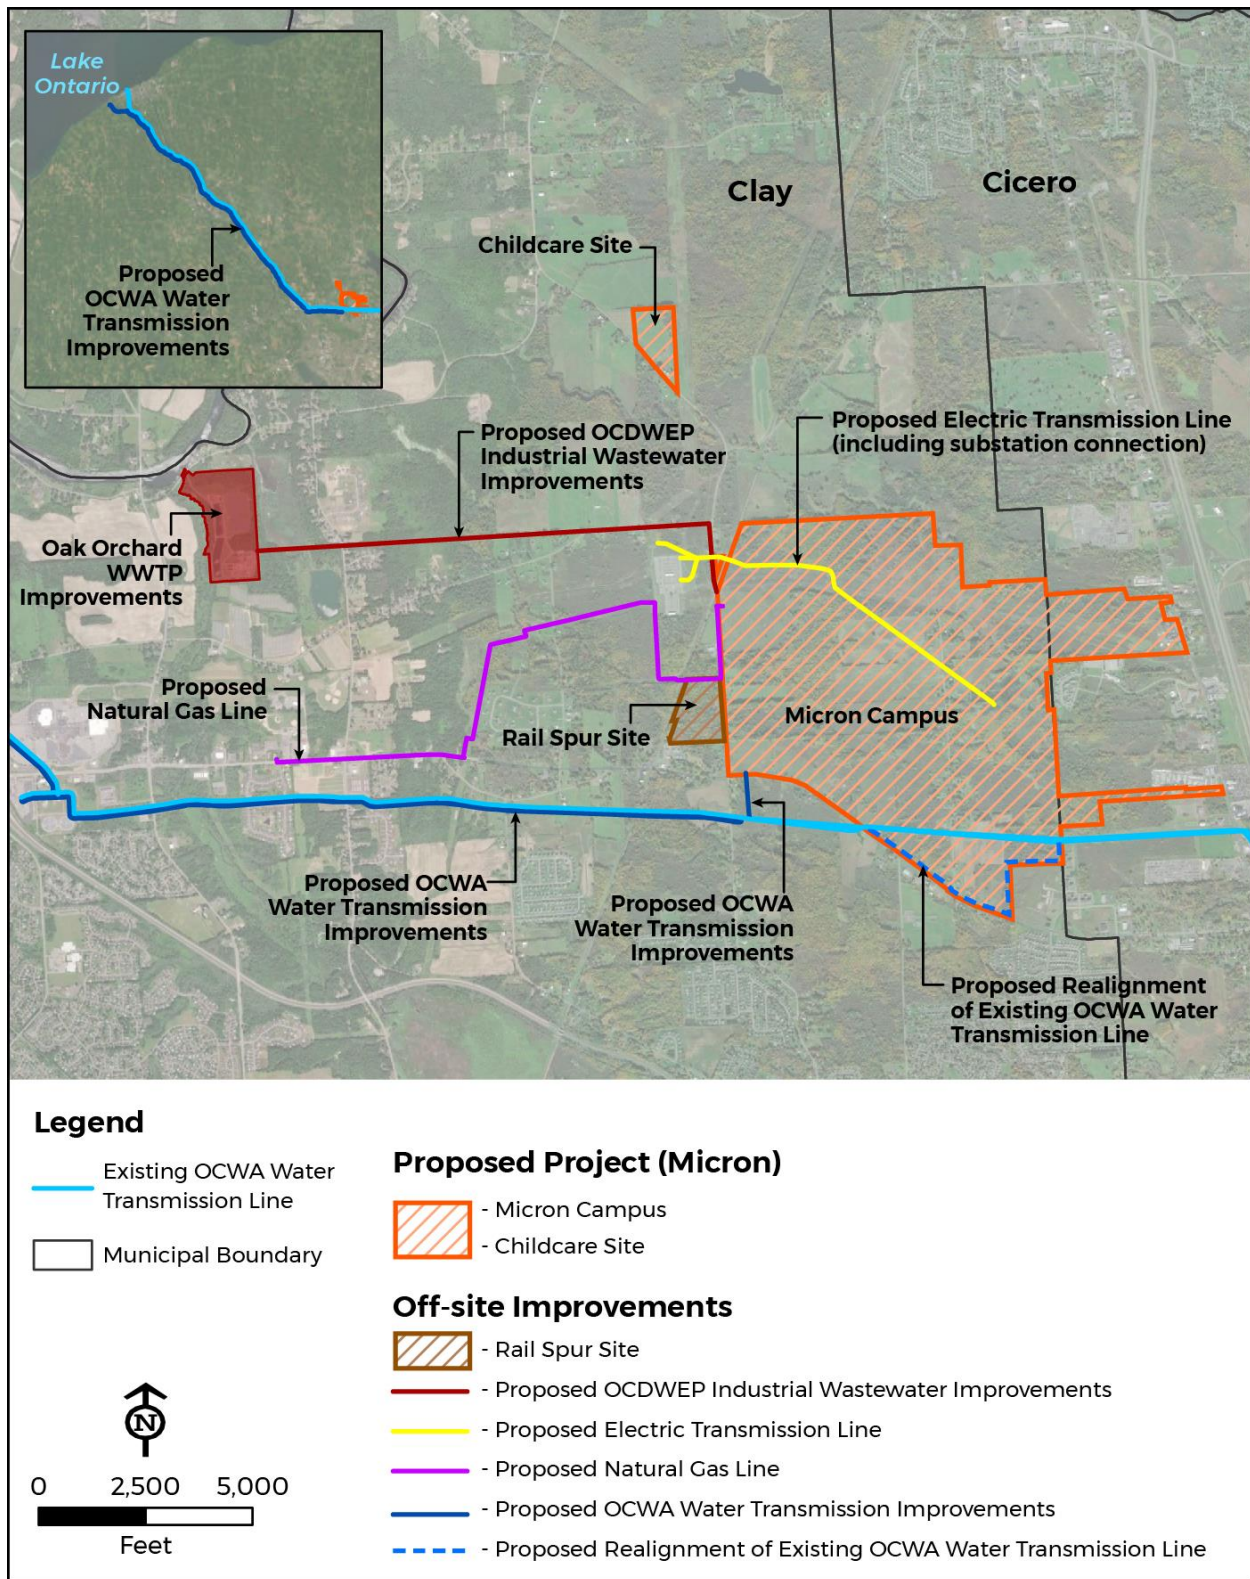 Lake
Ontario
Proposed
OCWA Water
Transmission
Improvements
Clay
Cicero
Childcare Site
Proposed OCDWEP
Industrial Wastewater
Improvements
Proposed Electric Transmission Line
(including substation connection)
Oak Orchard
WWTP
Improvements
Proposed
Natural Gas Line
Rail Spur Site
Micron Campus
Proposed OCWA
Water Transmission
Improvements
Proposed OCWA
Water Transmission
Improvements
Proposed Realignment
of Existing OCWA Water
Transmission Line
Legend
Existing OCWA Water
Transmission Line
Municipal Boundary
N
0 2,500 5,000
Feet
Proposed Project (Micron)
- Micron Campus
- Childcare Site
Off-site Improvements
- Rail Spur Site
- Proposed OCDWEP Industrial Wastewater Improvements
- Proposed Electric Transmission Line
- Proposed Natural Gas Line
- Proposed OCWA Water Transmission Improvements
- Proposed Realignment of Existing OCWA Water Transmission Line